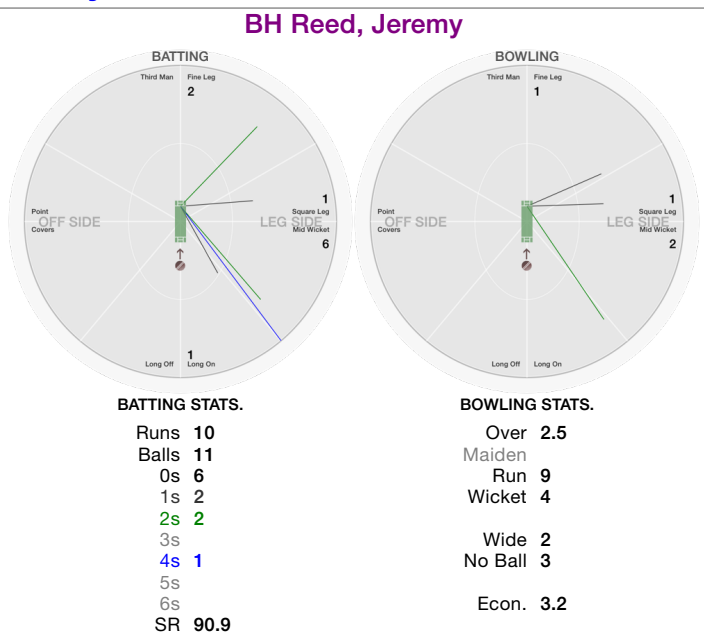 BH Reed, Jeremy
BATTING
Third Man Fine Leg
2
1
Point Square Leg
OFF SIDE LEG SIDE
Covers Mid Wicket
6
1
Long Off Long On
BATTING STATS.
Runs 10
Balls 11
0s 6
1s 2
2s 2
3s
4s 1
5s
6s
SR 90.9
BOWLING
Third Man Fine Leg
1
1
Point Square Leg
OFF SIDE LEG SIDE
Covers Mid Wicket
2
Long Off Long On
BOWLING STATS.
Over 2.5
Maiden
Run 9
Wicket 4
Wide 2
No Ball 3
Econ. 3.2